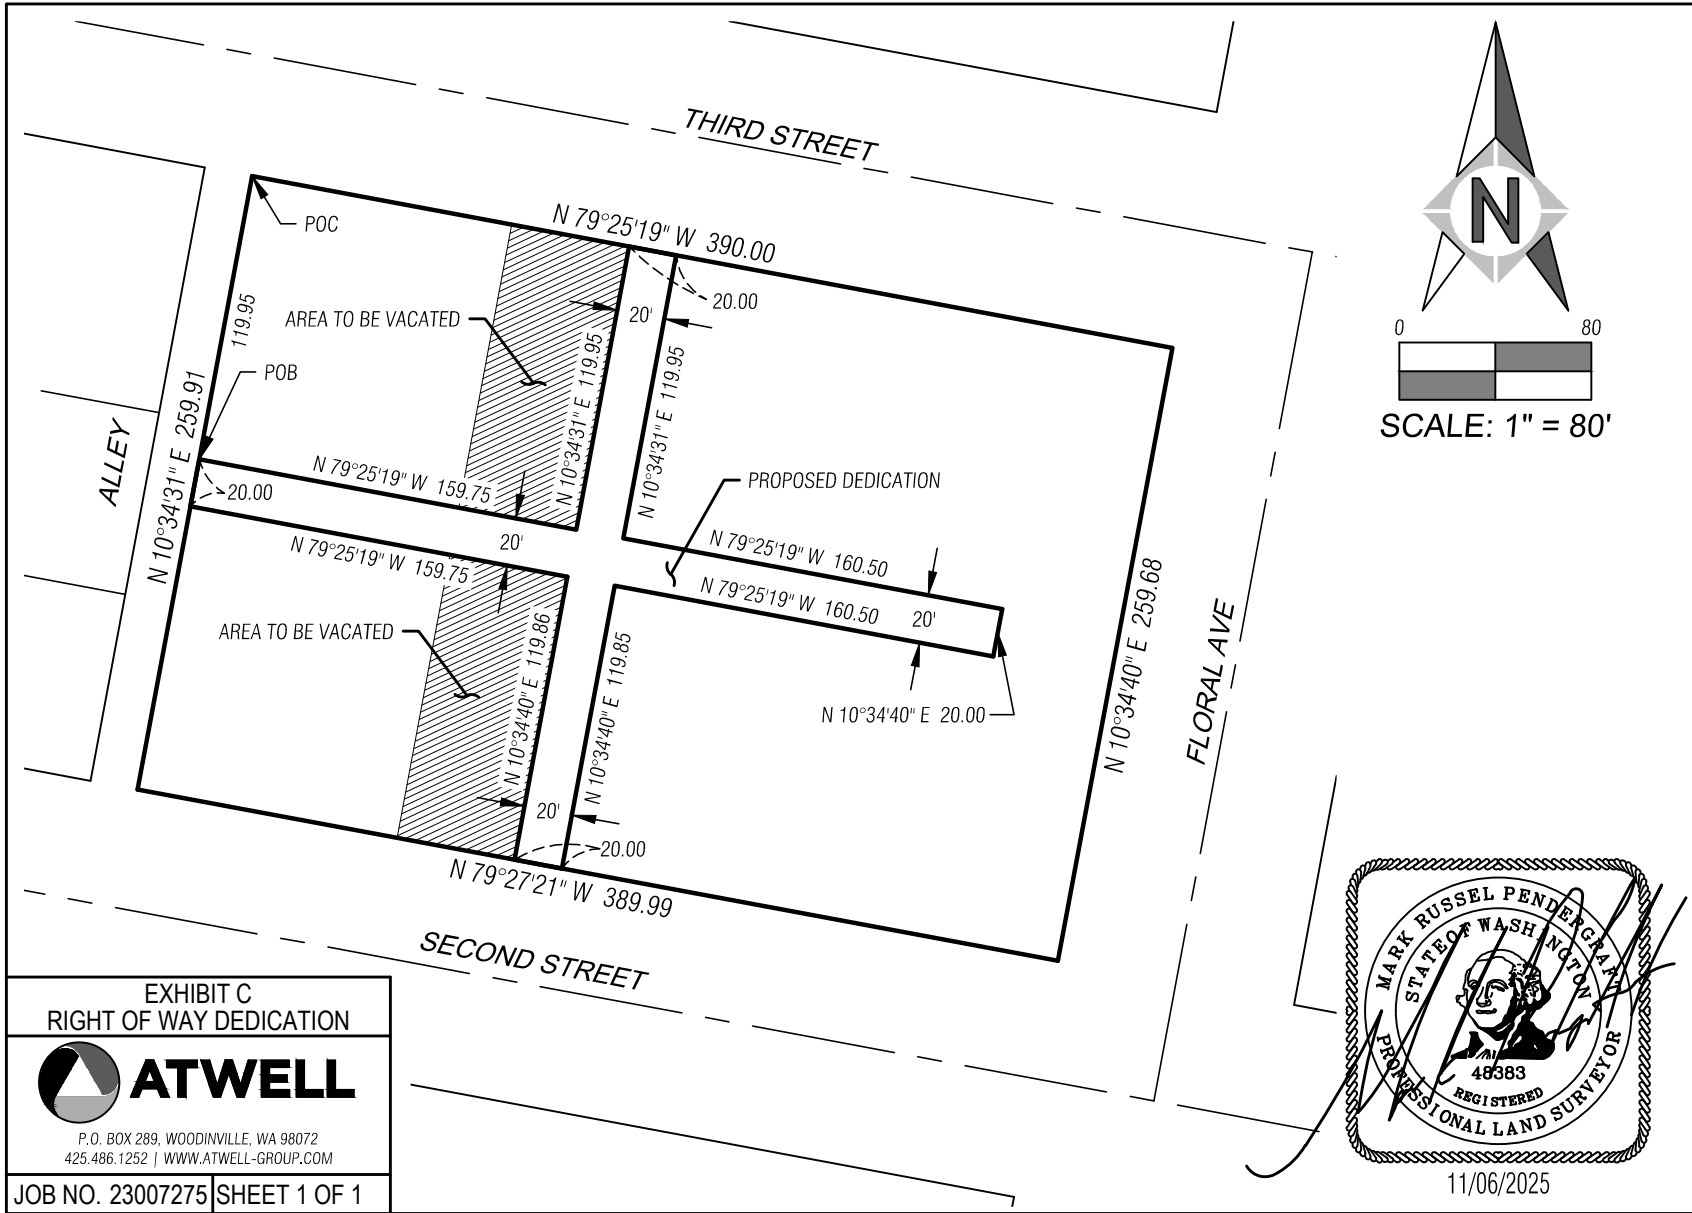 THIRD STREET
N 79°25'19" W 390.00
POC
20.00
20'
119.95
AREA TO BE VACATED
N 10°34'31" E 119.95
N 10°34'31" E 119.95
POB
N 10°34'31" E 259.91
ALLEY
N 79°25'19" W 159.75
20.00
PROPOSED DEDICATION
20'
N 79°25'19" W 159.75
N 79°25'19" W 160.50
N 79°25'19" W 160.50
20'
AREA TO BE VACATED
N 10°34'40" E 119.86
N 10°34'40" E 119.85
N 10°34'40" E 20.00
N 10°34'40" E 259.68
FLORAL AVE
20'
20.00
N 79°27'21" W 389.99
SECOND STREET
N
0 80
SCALE: 1" = 80'
EXHIBIT C
RIGHT OF WAY DEDICATION
ATWELL
P.O. BOX 289, WOODINVILLE, WA 98072
425.486.1252 | WWW.ATWELL-GROUP.COM
JOB NO. 23007275 SHEET 1 OF 1
MARK RUSSEL PENDERGRAFT
STATE OF WASHINGTON
48383
REGISTERED
PROFESSIONAL LAND SURVEYOR
11/06/2025